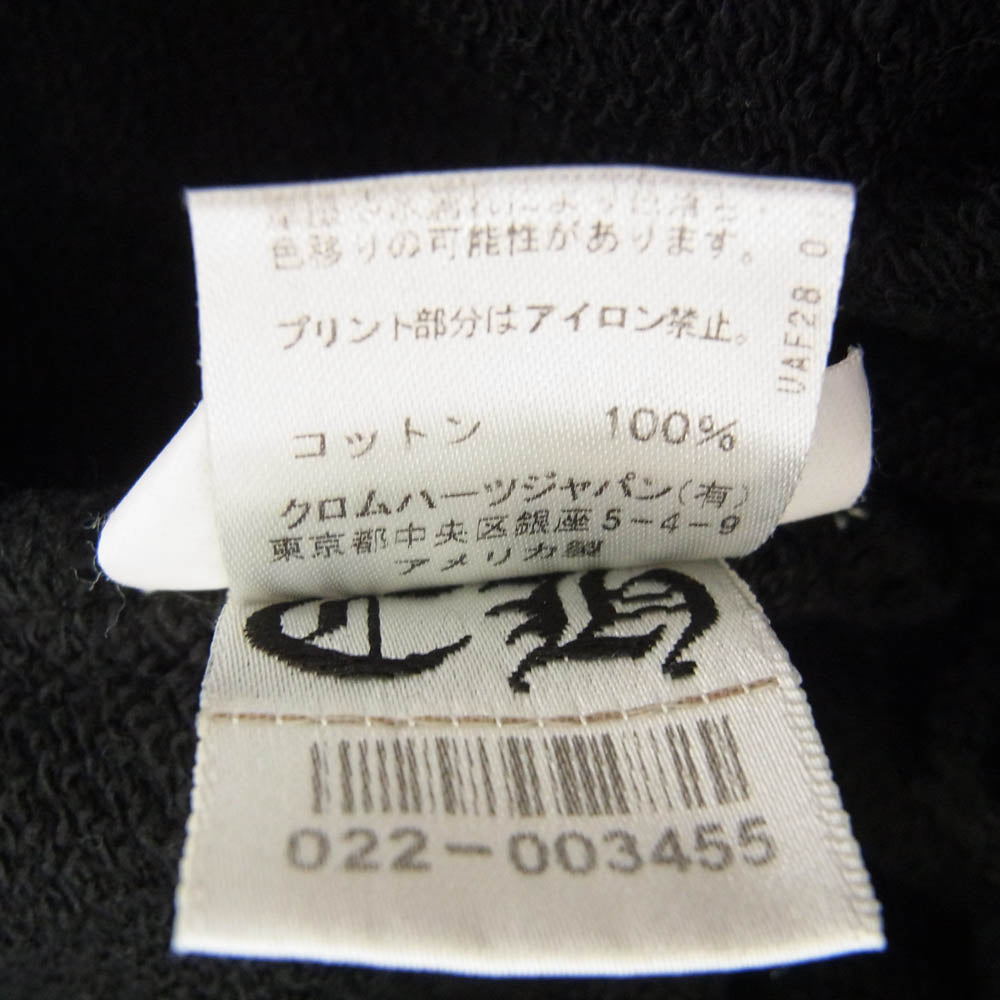 色移りの可能性があります。
プリント部分はアイロン禁止。
コットン 100%
クロムハーツジャパン(有)
東京都中央区銀座5-4-9
アメリカ製
UAF28 0
CH
022-003455